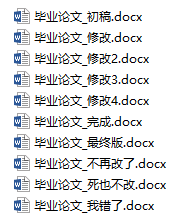 毕业论文_初稿.docx
毕业论文_修改.docx
毕业论文_修改2.docx
毕业论文_修改3.docx
毕业论文_修改4.docx
毕业论文_完成.docx
毕业论文_最终版.docx
毕业论文_不再改了.docx
毕业论文_死也不改.docx
毕业论文_我错了.docx